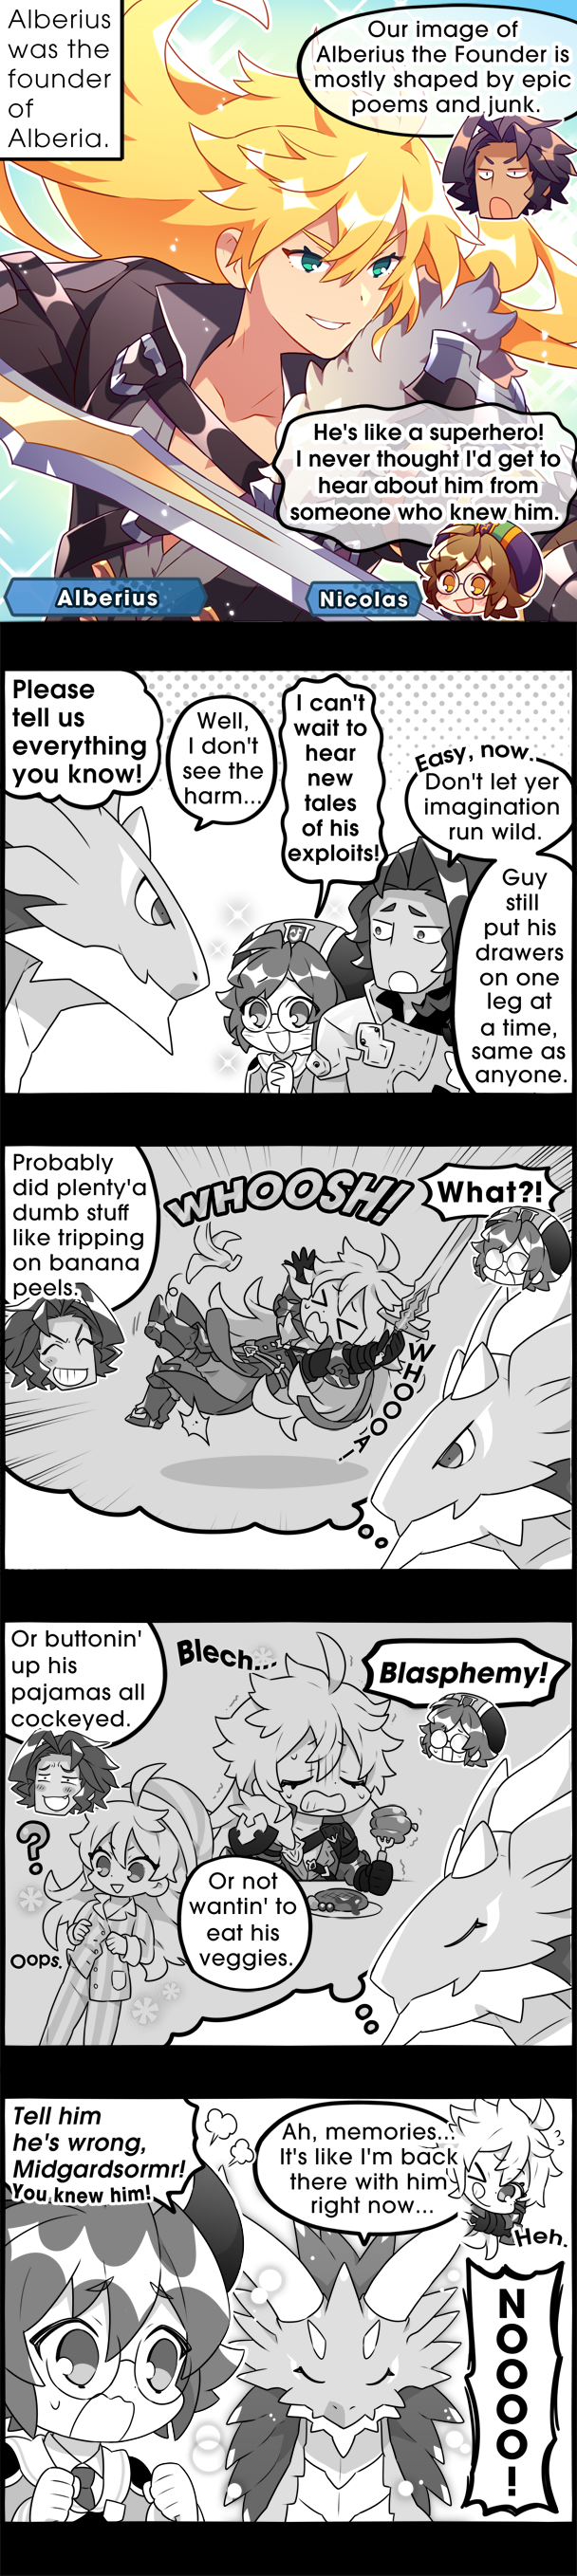 Alberius
was the
founder
of
Alberia.
Our image of
Alberius the Founder is
mostly shaped by epic
poems and junk.
He's like a superhero!
I never thought I'd get to
hear about him from
someone who knew him.
Alberius
Nicolas
Please
tell us
everything
you know!
Well,
I don't
see the
harm...
I can't
wait to
hear
new
tales
of his
exploits!
Easy, now...
Don't let yer
imagination
run wild.
Guy
still
put his
drawers
on one
leg at
a time,
same as
anyone.
Probably
did plenty'a
dumb stuff
like tripping
on banana
peels.
WHOOSH!
What?!
WHOOOA!
Or buttonin'
up his
pajamas all
cockeyed.
Blech...
Blasphemy!
?
Oops.
Or not
wantin' to
eat his
veggies.
Tell him
he's wrong,
Midgardsormr!
You knew him!
Ah, memories...
It's like I'm back
there with him
right now...
Heh.
NOOOO!